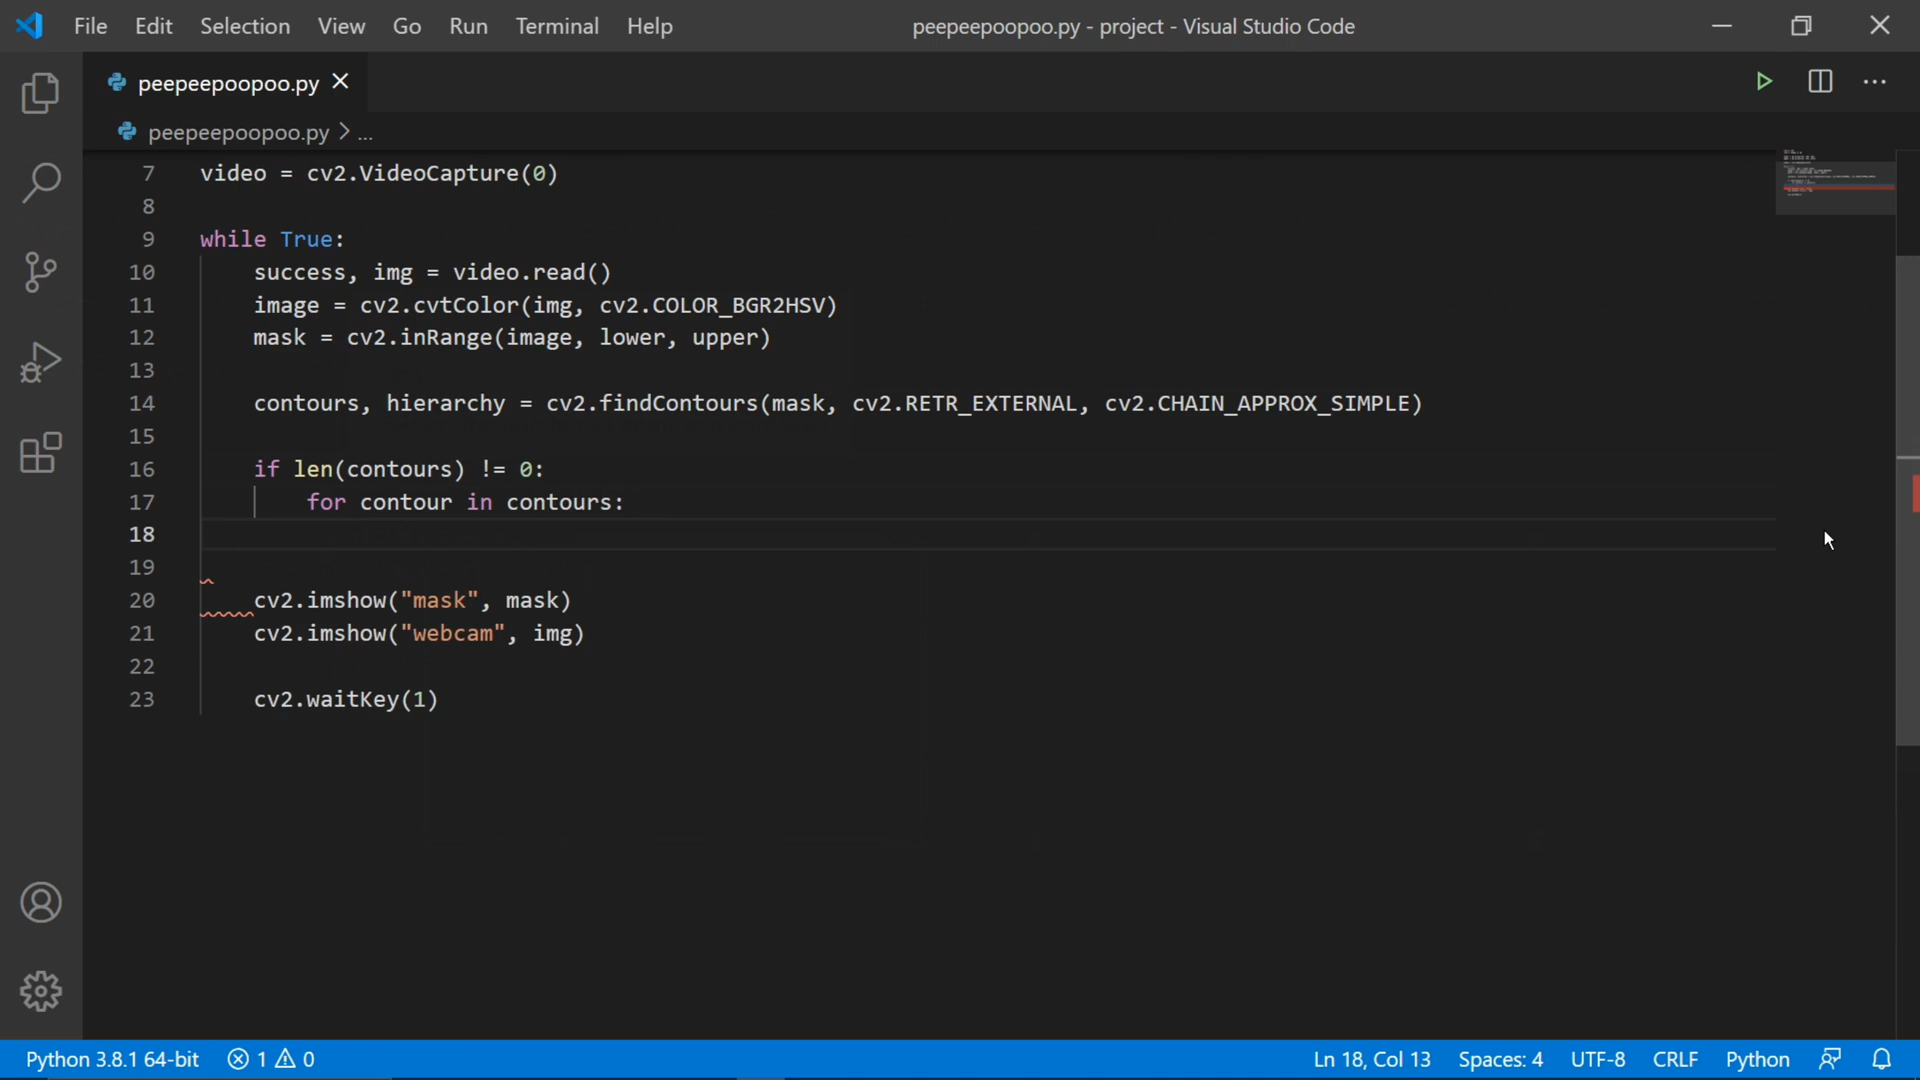 File Edit Selection View Go Run Terminal Help peepeepoopoo.py - project - Visual Studio Code
peepeepoopoo.py
peepeepoopoo.py > ...
7 video = cv2.VideoCapture(0)
8
9 while True:
10 success, img = video.read()
11 image = cv2.cvtColor(img, cv2.COLOR_BGR2HSV)
12 mask = cv2.inRange(image, lower, upper)
13
14 contours, hierarchy = cv2.findContours(mask, cv2.RETR_EXTERNAL, cv2.CHAIN_APPROX_SIMPLE)
15
16 if len(contours) != 0:
17 for contour in contours:
18
19
20 cv2.imshow("mask", mask)
21 cv2.imshow("webcam", img)
22
23 cv2.waitKey(1)
Python 3.8.1 64-bit 1 0 Ln 18, Col 13 Spaces: 4 UTF-8 CRLF Python